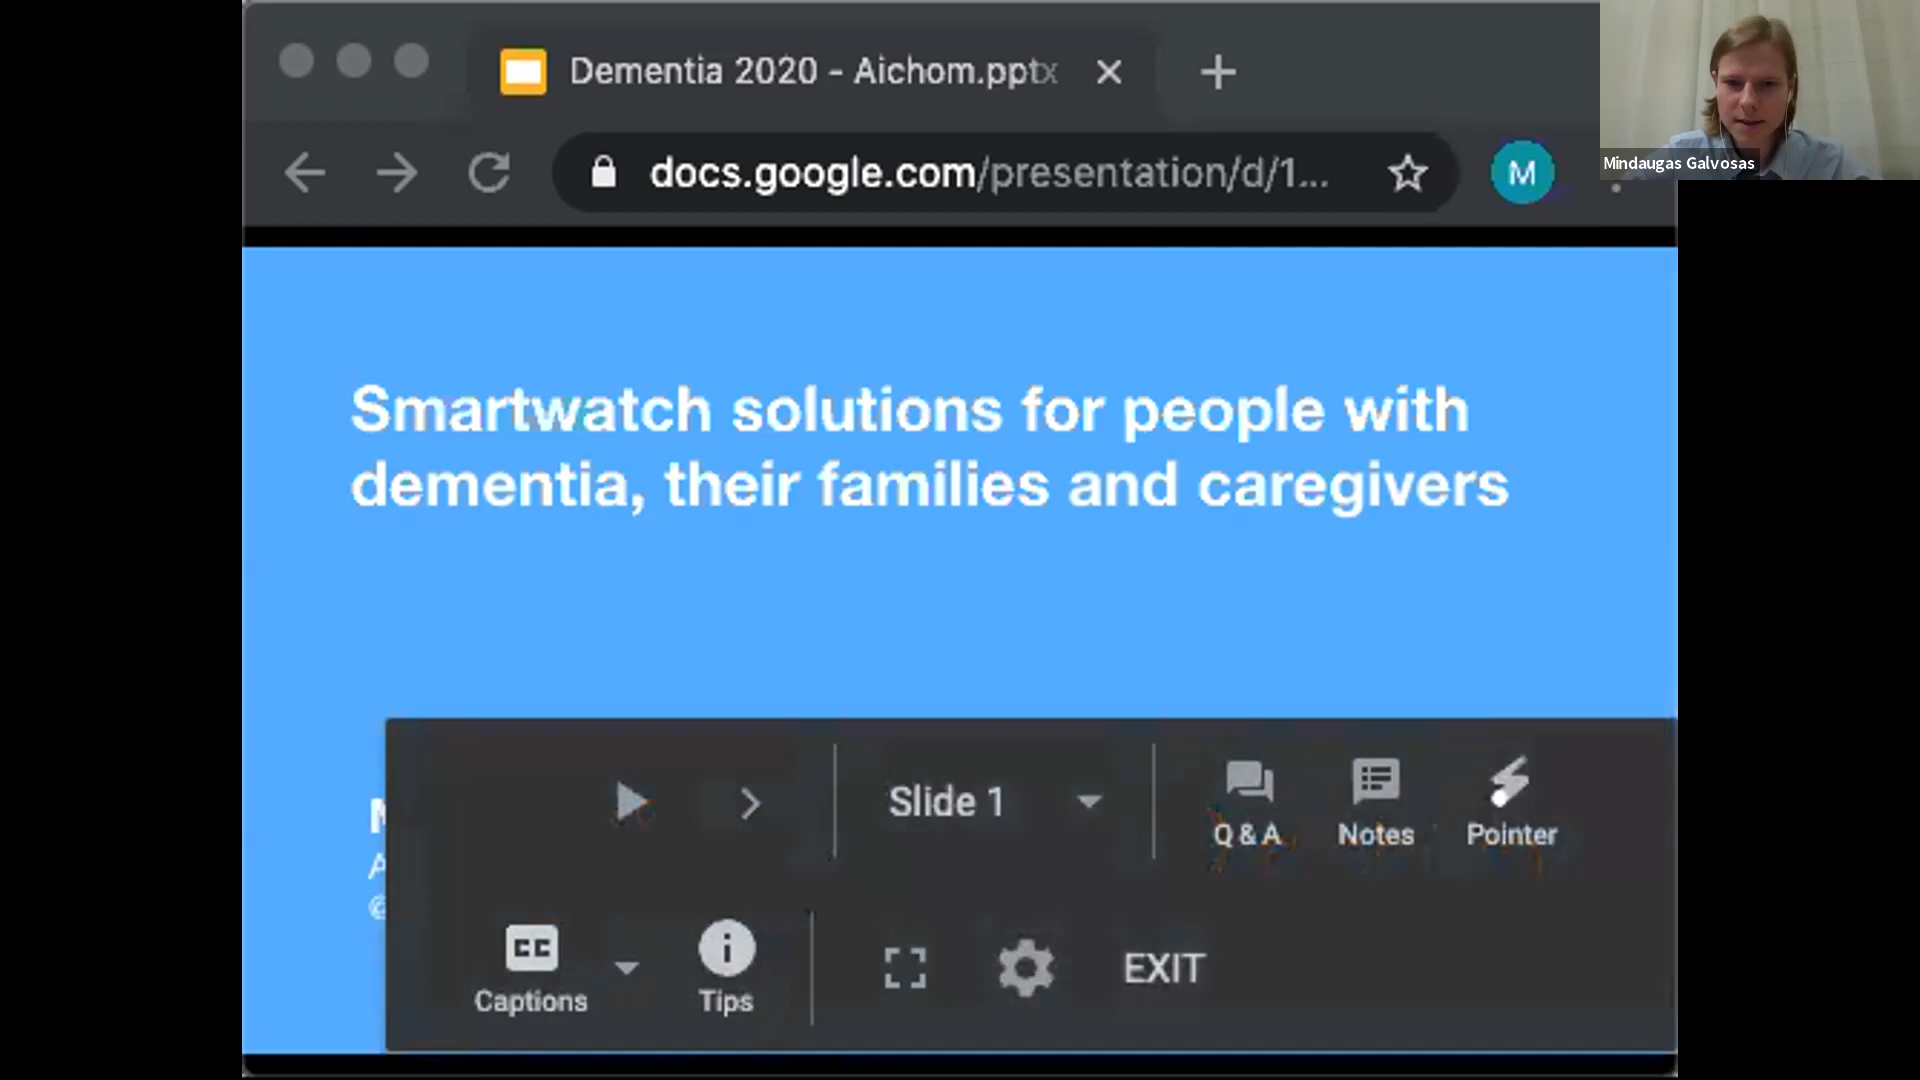 Dementia 2020 - Aichom.pptx
docs.google.com/presentation/d/1...
M
Mindaugas Galvosas
Smartwatch solutions for people with
dementia, their families and caregivers
Slide 1
Q & A
Notes
Pointer
CC
Captions
Tips
EXIT